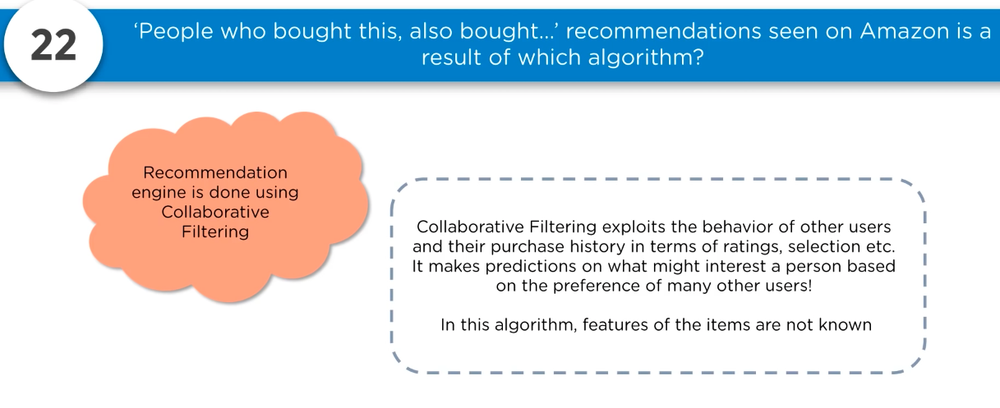 22
‘People who bought this, also bought...’ recommendations seen on Amazon is a
result of which algorithm?
Recommendation
engine is done using
Collaborative
Filtering
Collaborative Filtering exploits the behavior of other users
and their purchase history in terms of ratings, selection etc.
It makes predictions on what might interest a person based
on the preference of many other users!
In this algorithm, features of the items are not known